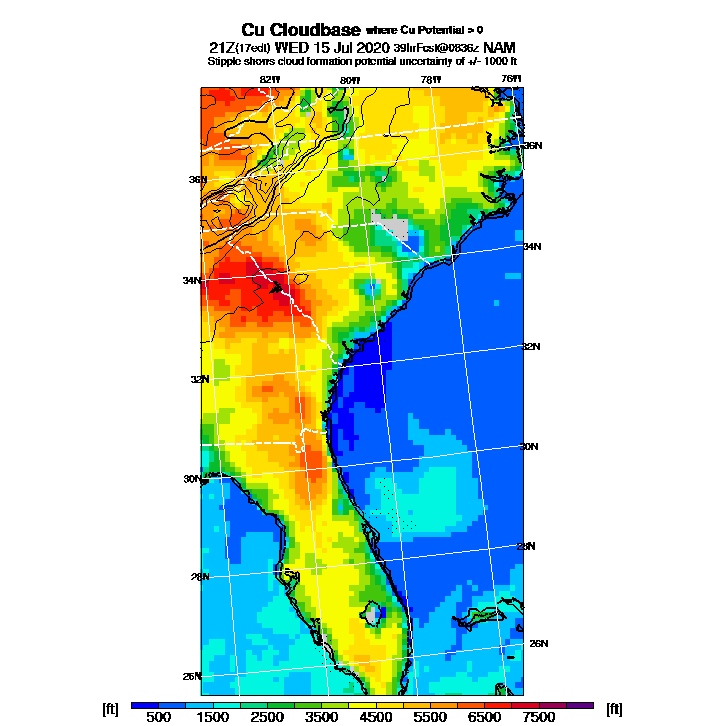 Cu Cloudbase where Cu Potential > 0
21Z(17edt) WED 15 Jul 2020 39hrFcst@0836z NAM
Stipple shows cloud formation potential uncertainty of +/- 1000 ft
82W 80W 78W 76W
36N
36N
34N
34N
32N
32N
30N
30N
28N
28N
26N
26N
[ft] 500 1500 2500 3500 4500 5500 6500 7500 [ft]